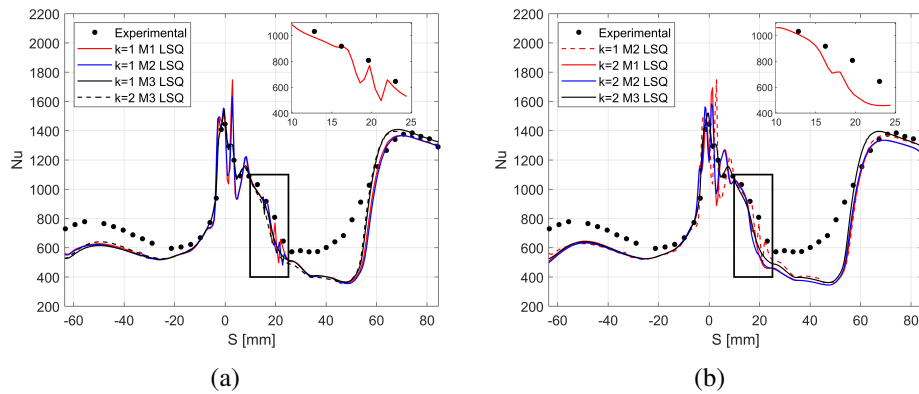 2200
2000
1800
1600
1400
1200
1000
800
600
400
200
Nu
-60 -40 -20 0 20 40 60 80
S [mm]
Experimental
k=1 M1 LSQ
k=1 M2 LSQ
k=1 M3 LSQ
k=2 M3 LSQ
1000
800
600
400
10 15 20 25
(a)
2200
2000
1800
1600
1400
1200
1000
800
600
400
200
Nu
-60 -40 -20 0 20 40 60 80
S [mm]
Experimental
k=1 M2 LSQ
k=2 M1 LSQ
k=2 M2 LSQ
k=2 M3 LSQ
1000
800
600
400
10 15 20 25
(b)